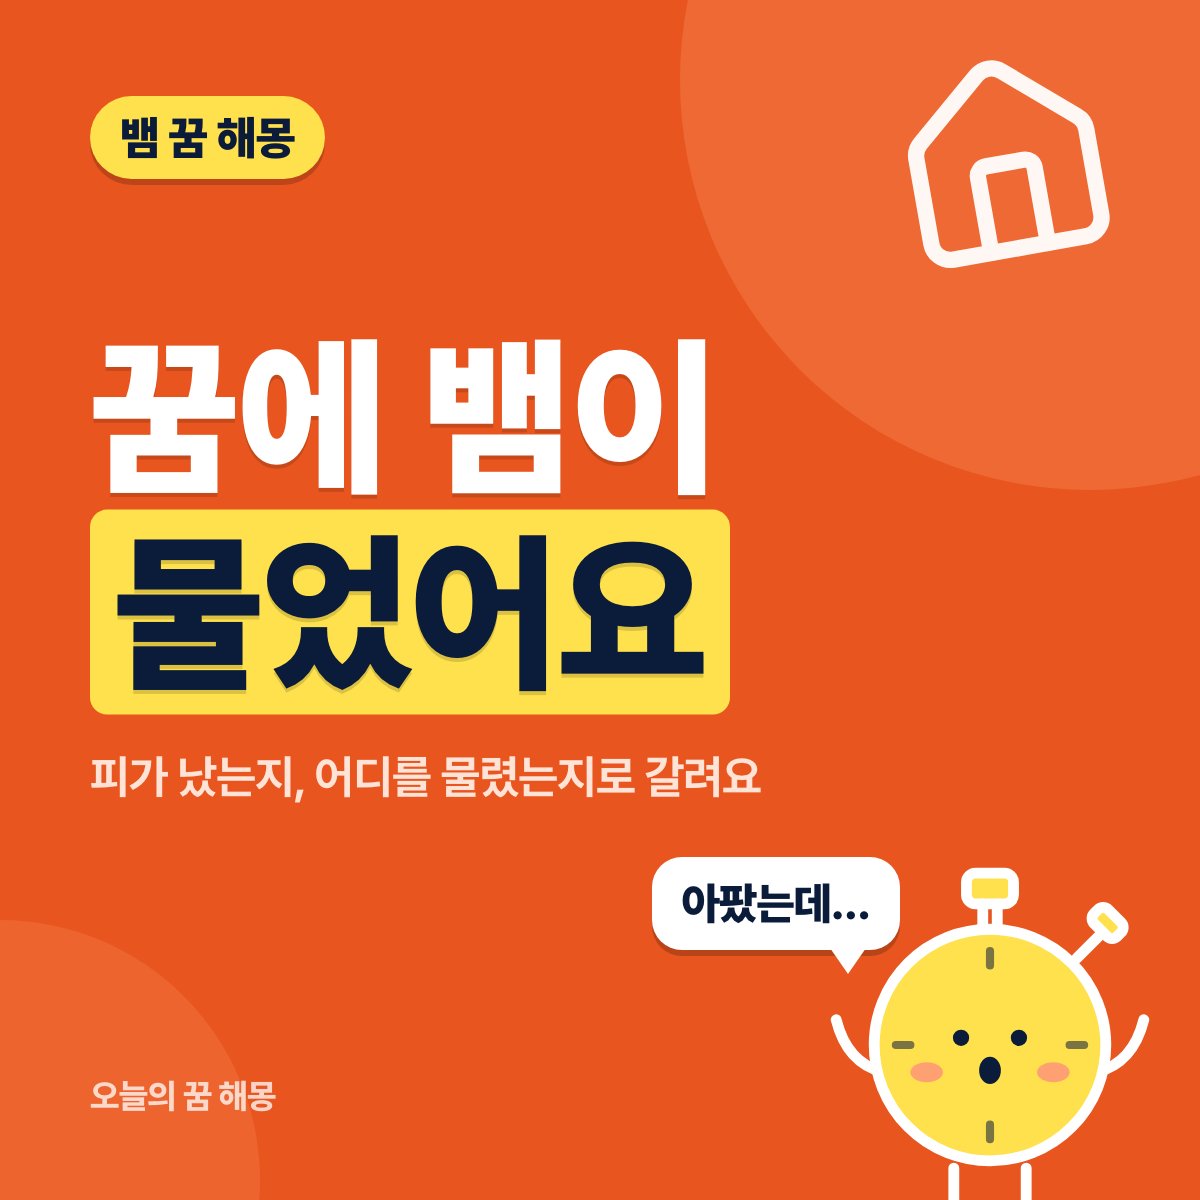 뱀 꿈 해몽
꿈에 뱀이
물었어요
피가 났는지, 어디를 물렸는지로 갈려요
아팠는데...
오늘의 꿈 해몽